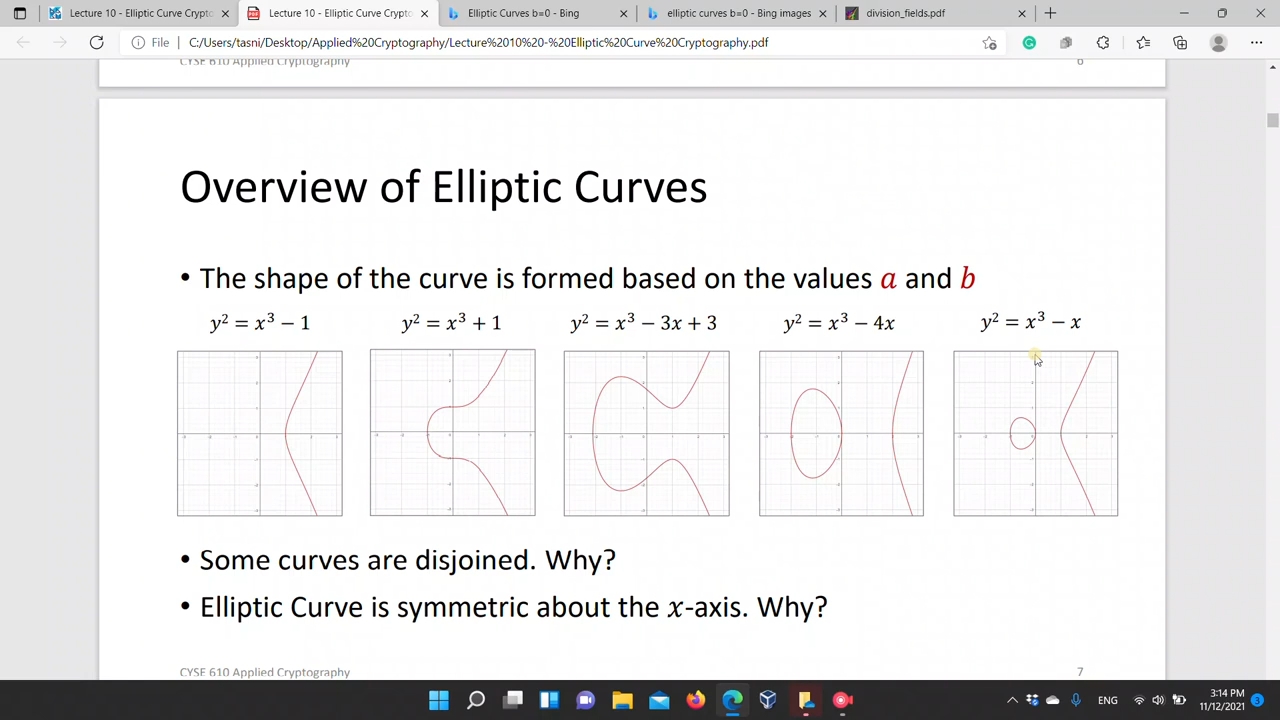 Lecture 10 - Elliptic Curve Crypto
Lecture 10 - Elliptic Curve Crypto
Elliptic Curves b=0 - Bing
elliptic curves b=0 - Bing images
division_fields.pdf
File
C:/Users/tasni/Desktop/Applied%20Cryptography/Lecture%2010%20-%20Elliptic%20Curve%20Cryptography.pdf
CYSE 610 Applied Cryptography
6
Overview of Elliptic Curves
• The shape of the curve is formed based on the values a and b
y² = x³ − 1
y² = x³ + 1
y² = x³ − 3x + 3
y² = x³ − 4x
y² = x³ − x
• Some curves are disjoined. Why?
• Elliptic Curve is symmetric about the x-axis. Why?
CYSE 610 Applied Cryptography
7
ENG
3:14 PM
11/12/2021
3